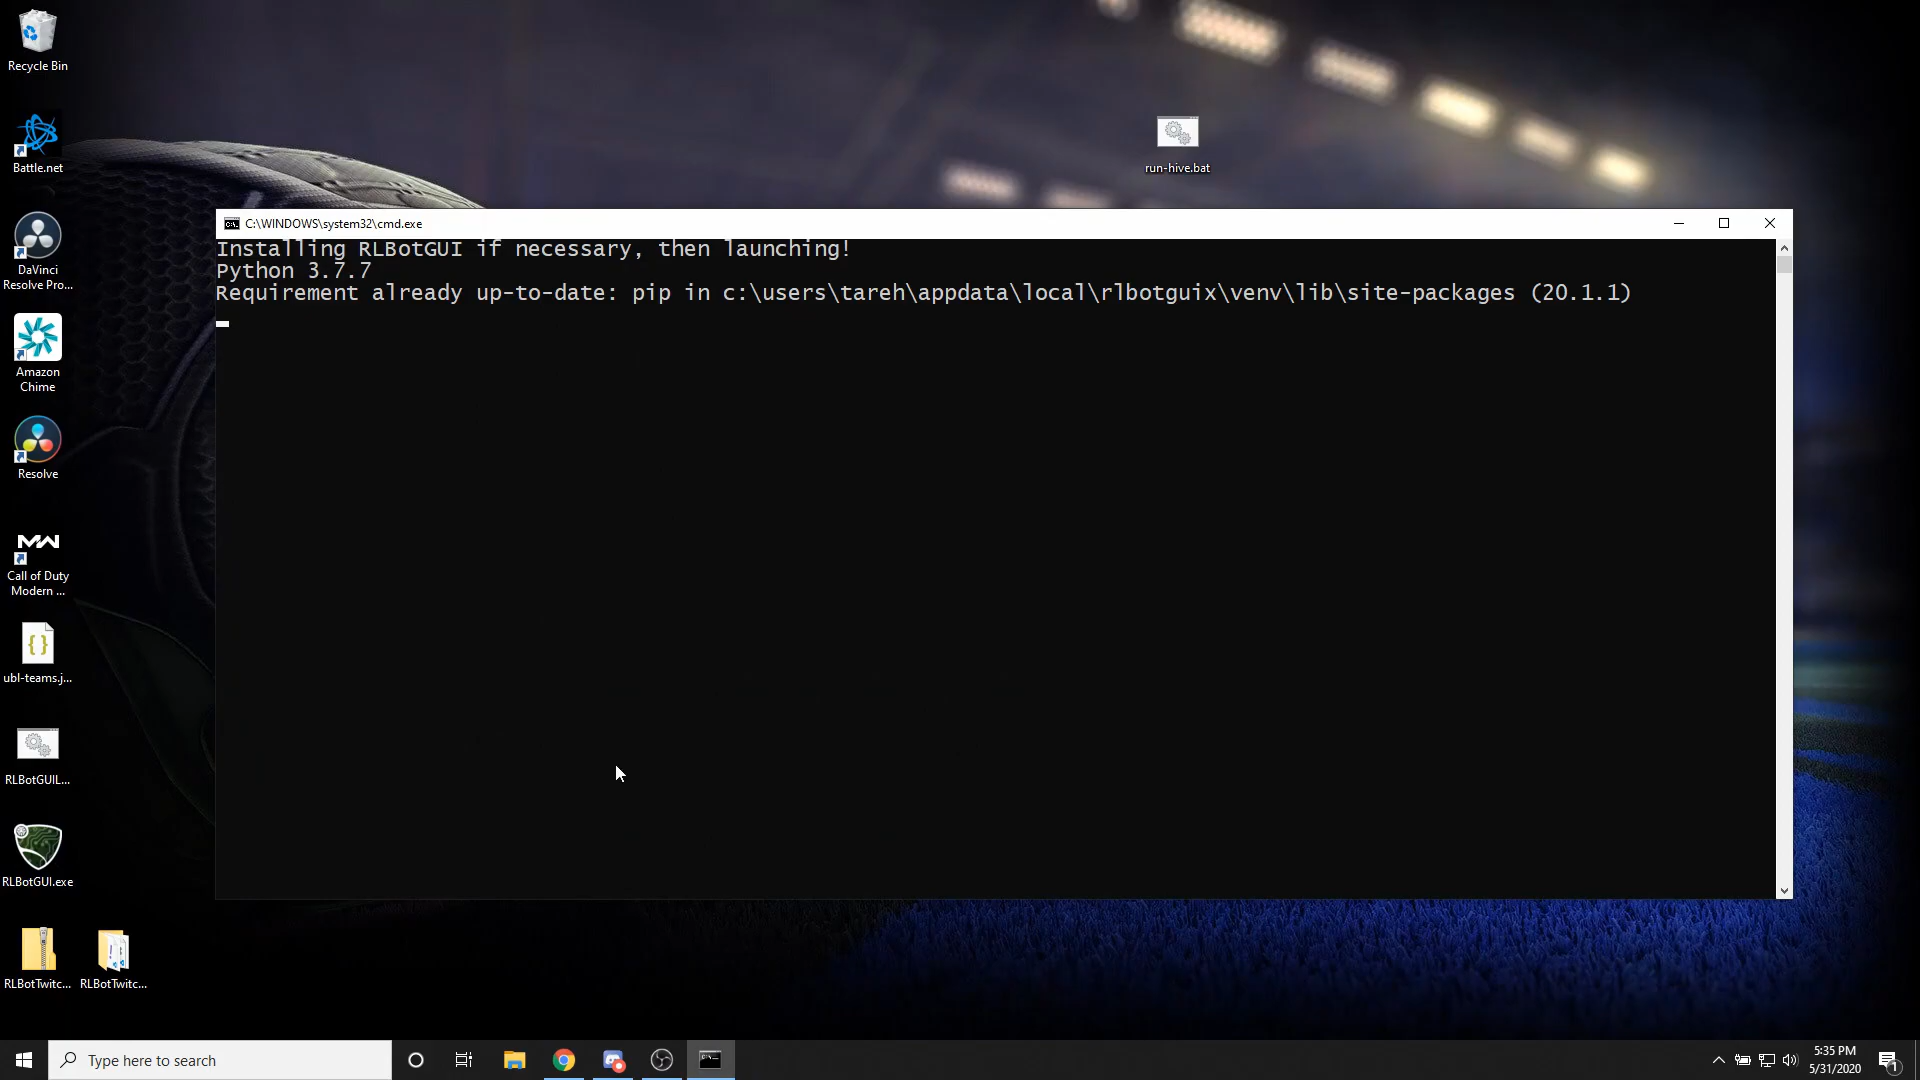 Recycle Bin
Battle.net
DaVinci
Resolve Pro...
Amazon
Chime
Resolve
Call of Duty
Modern ...
ubl-teams.j...
RLBotGUIL...
RLBotGUI.exe
RLBotTwitc...
RLBotTwitc...
run-hive.bat
C:\WINDOWS\system32\cmd.exe
Installing RLBotGUI if necessary, then launching!
Python 3.7.7
Requirement already up-to-date: pip in c:\users\tareh\appdata\local\rlbotguix\venv\lib\site-packages (20.1.1)
Type here to search
5:35 PM
5/31/2020
1